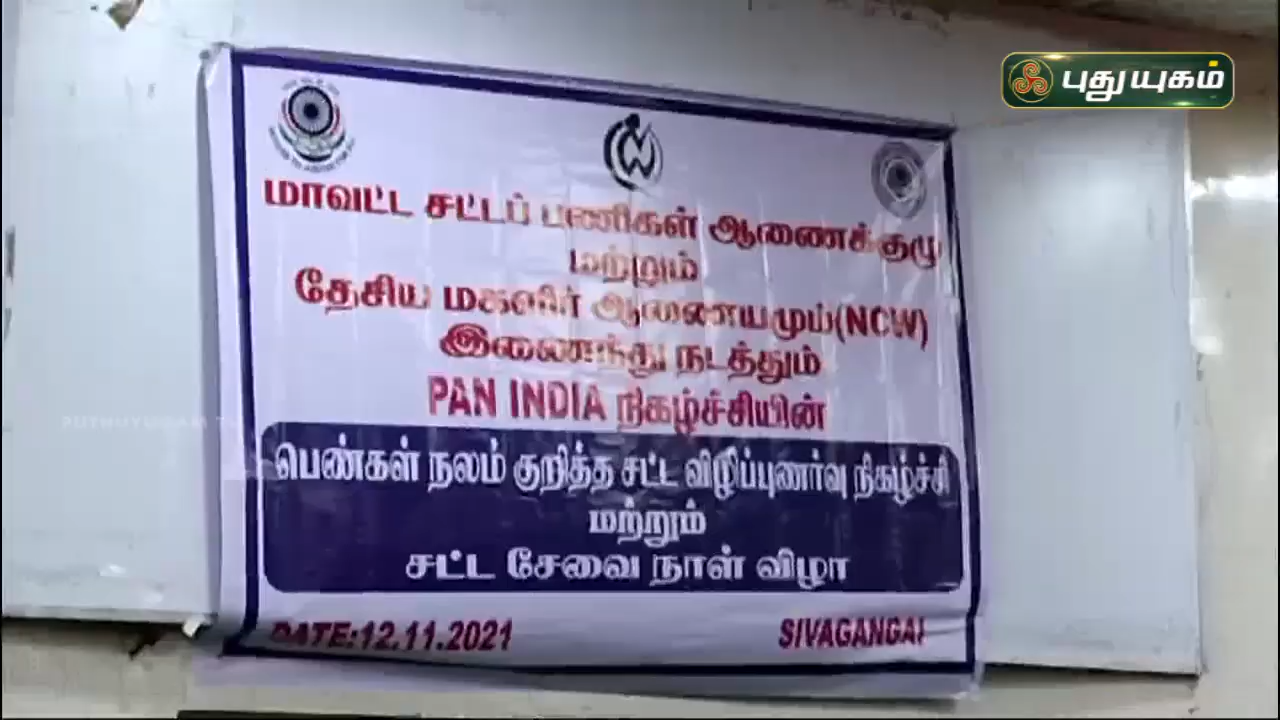 புதுயுகம்
மாவட்ட சட்டப் பணிகள் ஆணைக்குழு
மற்றும்
தேசிய மகளிர் ஆணையமும்(NCW)
இணைந்து நடத்தும்
PAN INDIA நிகழ்ச்சியின்
பெண்கள் நலம் குறித்த சட்ட விழிப்புணர்வு நிகழ்ச்சி
மற்றும்
சட்ட சேவை நாள் விழா
DATE:12.11.2021 SIVAGANGAI